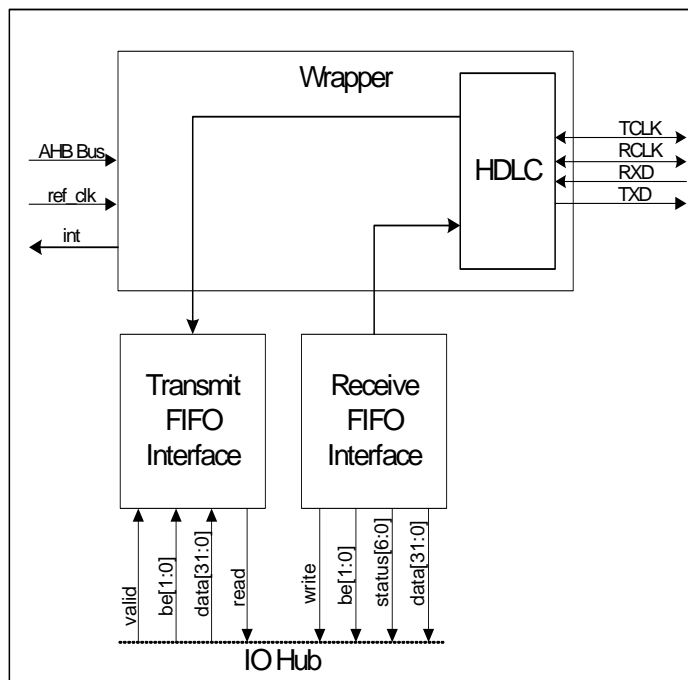 Wrapper
AHB Bus
ref_clk
int
HDLC
TCLK
RCLK
RXD
TXD
Transmit
FIFO
Interface
Receive
FIFO
Interface
valid
be[1:0]
data[31:0]
read
write
be[1:0]
status[6:0]
data[31:0]
IO Hub